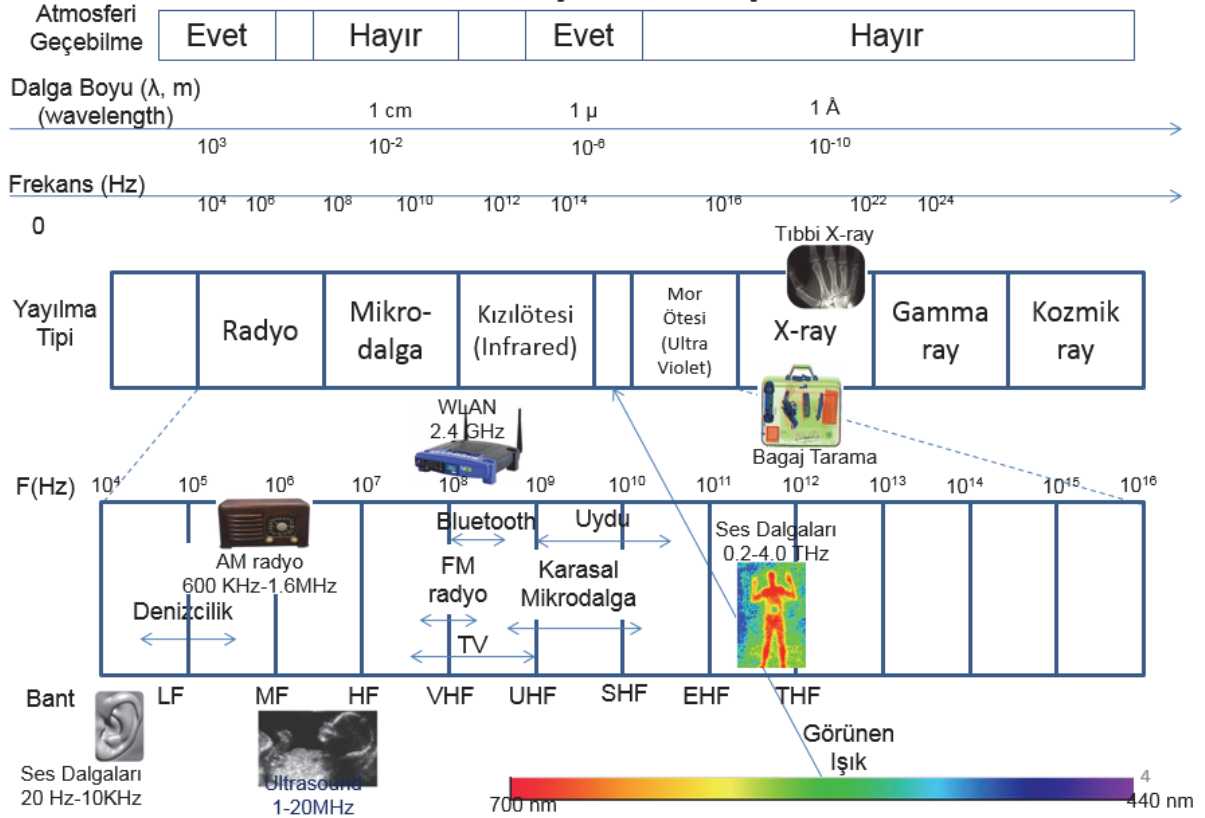 Atmosferi
Geçebilme
Evet
Hayır
Evet
Hayır
Dalga Boyu (λ, m)
(wavelength)
1 cm
1 μ
1 Å
10³
10⁻²
10⁻⁶
10⁻¹⁰
Frekans (Hz)
0
10⁴
10⁶
10⁸
10¹⁰
10¹²
10¹⁴
10¹⁶
10²²
10²⁴
Tıbbi X-ray
Yayılma
Tipi
Radyo
Mikro-
dalga
Kızılötesi
(Infrared)
Mor
Ötesi
(Ultra
Violet)
X-ray
Gamma
ray
Kozmik
ray
WLAN
2.4 GHz
Bagaj Tarama
F(Hz)
10⁴
10⁵
10⁶
10⁷
10⁸
10⁹
10¹⁰
10¹¹
10¹²
10¹³
10¹⁴
10¹⁵
10¹⁶
AM radyo
600 KHz-1.6MHz
Denizcilik
Bluetooth
FM
radyo
TV
Uydu
Karasal
Mikrodalga
Ses Dalgaları
0.2-4.0 THz
Bant
LF
MF
HF
VHF
UHF
SHF
EHF
THF
Ses Dalgaları
20 Hz-10KHz
Ultrasound
1-20MHz
Görünen
Işık
700 nm
440 nm
4